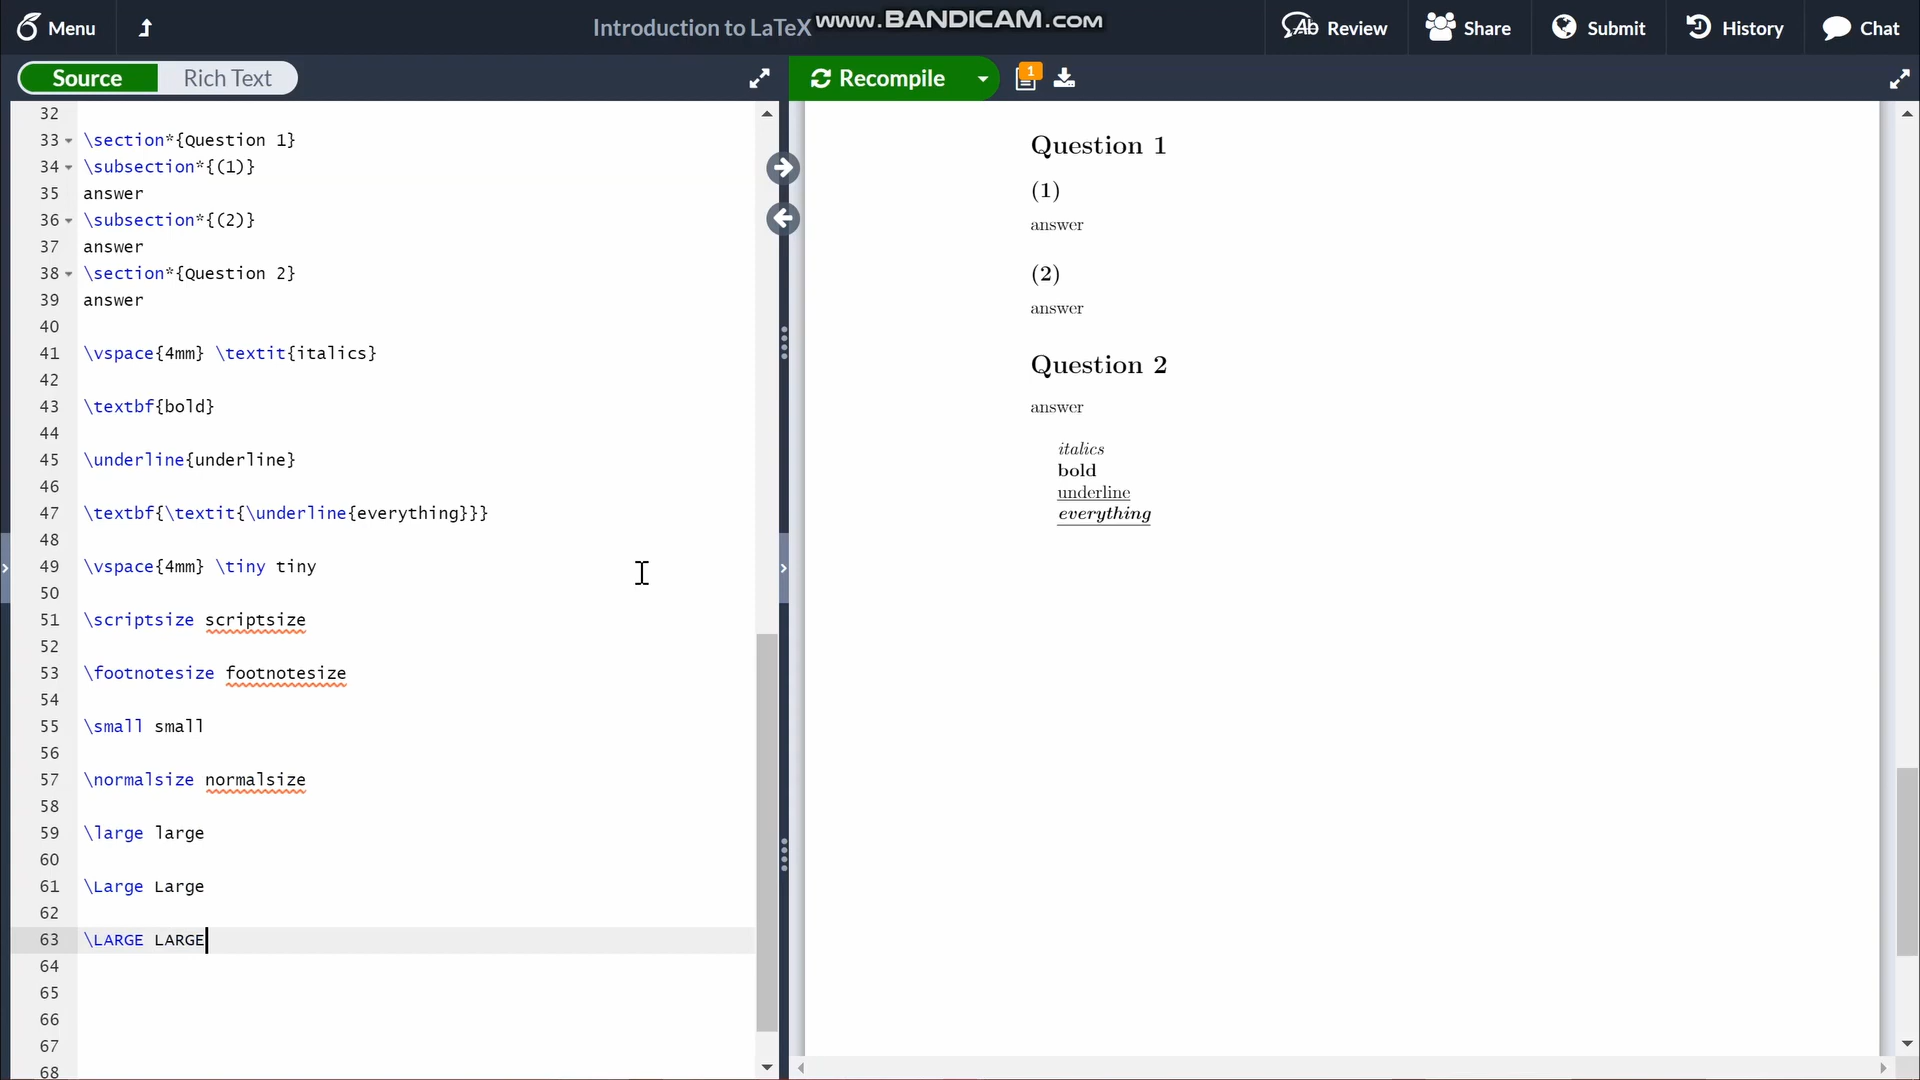 Menu
Introduction to LaTeX
www.BANDICAM.com
Review
Share
Submit
History
Chat
Source
Rich Text
Recompile
1
32
33 \section*{Question 1}
34 \subsection*{(1)}
35 answer
36 \subsection*{(2)}
37 answer
38 \section*{Question 2}
39 answer
40
41 \vspace{4mm} \textit{italics}
42
43 \textbf{bold}
44
45 \underline{underline}
46
47 \textbf{\textit{\underline{everything}}}
48
49 \vspace{4mm} \tiny tiny
50
51 \scriptsize scriptsize
52
53 \footnotesize footnotesize
54
55 \small small
56
57 \normalsize normalsize
58
59 \large large
60
61 \Large Large
62
63 \LARGE LARGE
64
65
66
67
68
Question 1
(1)
answer
(2)
answer
Question 2
answer
italics
bold
underline
everything